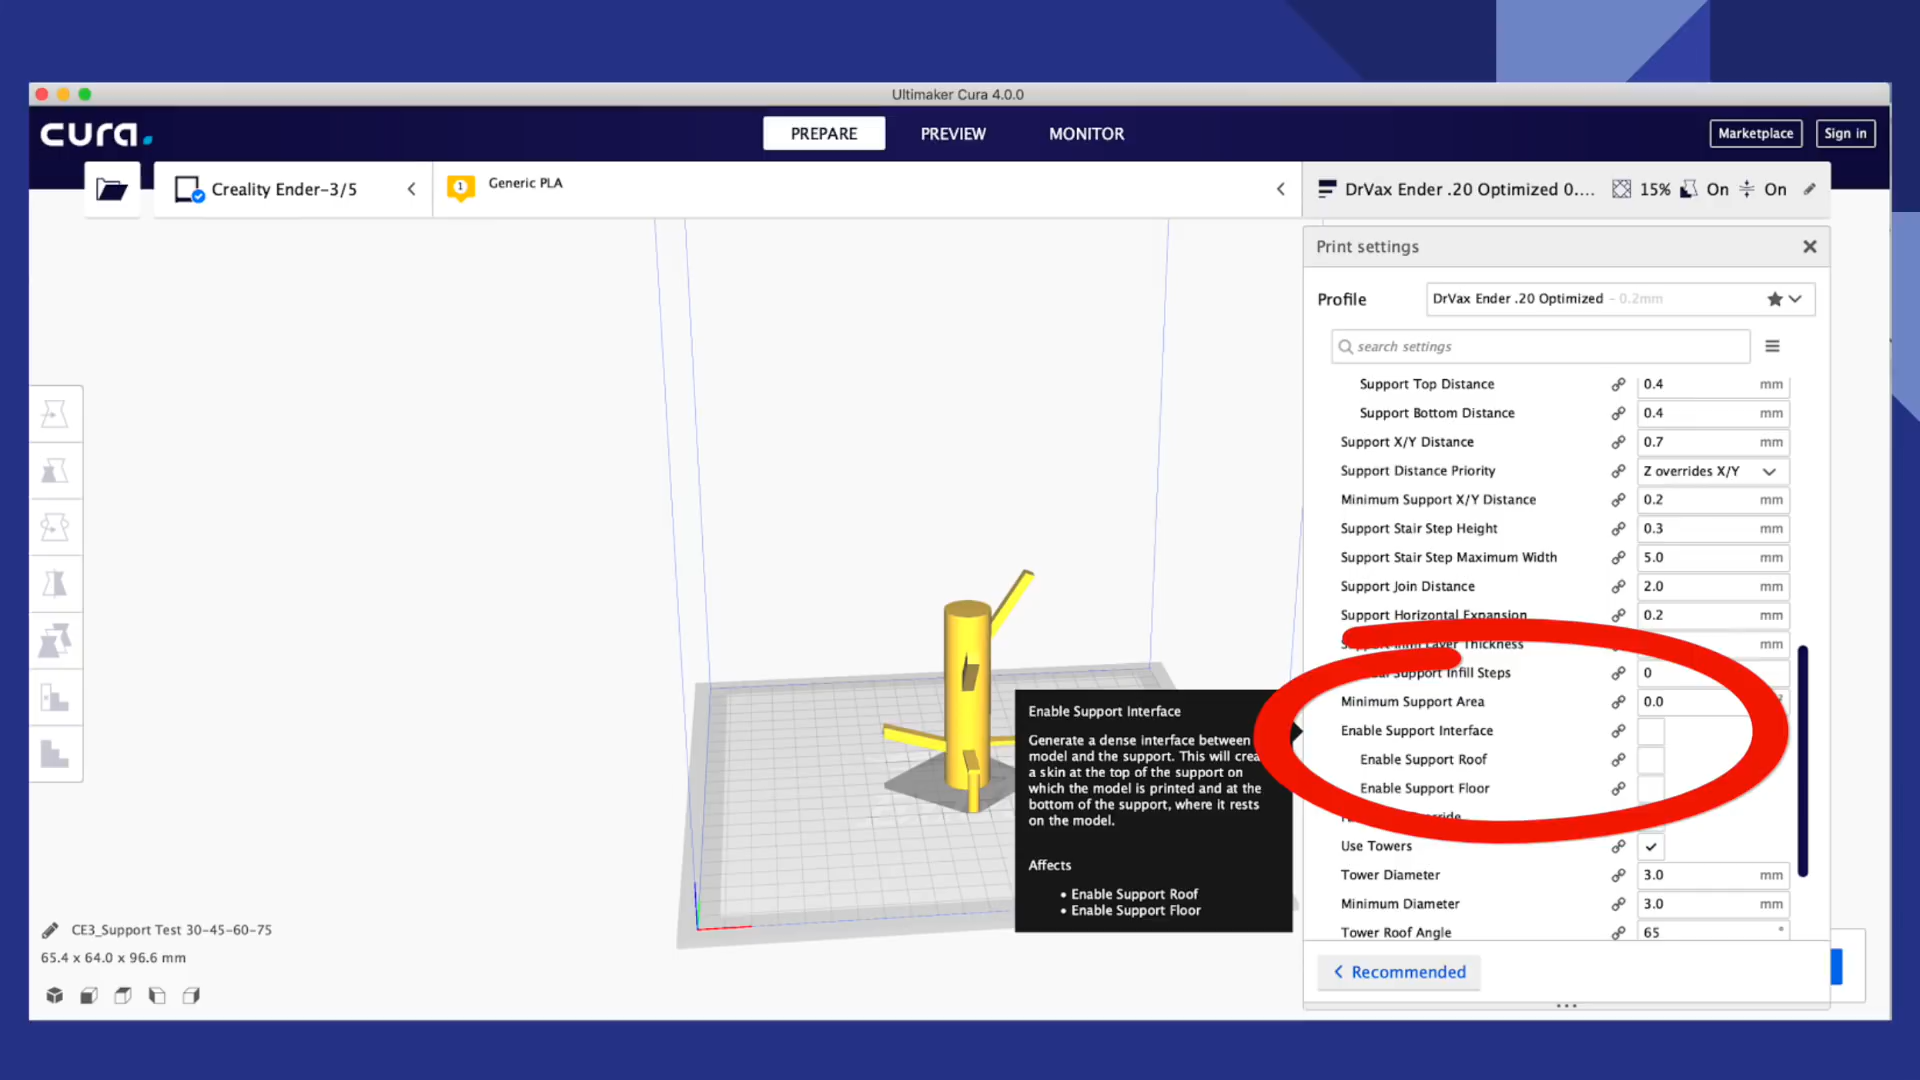 Ultimaker Cura 4.0.0
cura.
PREPARE
PREVIEW
MONITOR
Marketplace
Sign in
Creality Ender-3/5
1
Generic PLA
DrVax Ender .20 Optimized 0....
15%
On
On
Print settings
Profile
DrVax Ender .20 Optimized - 0.2mm
search settings
Support Top Distance 0.4 mm
Support Bottom Distance 0.4 mm
Support X/Y Distance 0.7 mm
Support Distance Priority Z overrides X/Y
Minimum Support X/Y Distance 0.2 mm
Support Stair Step Height 0.3 mm
Support Stair Step Maximum Width 5.0 mm
Support Join Distance 2.0 mm
Support Horizontal Expansion 0.2
Layer Thickness mm
Support Infill Steps 0
Minimum Support Area 0.0
Enable Support Interface
Enable Support Roof
Enable Support Floor
Use Towers
Tower Diameter 3.0 mm
Minimum Diameter 3.0 mm
Tower Roof Angle 65 °
Recommended
Enable Support Interface
Generate a dense interface between
model and the support. This will crea
a skin at the top of the support on
which the model is printed and at the
bottom of the support, where it rests
on the model.
Affects
• Enable Support Roof
• Enable Support Floor
CE3_Support Test 30-45-60-75
65.4 x 64.0 x 96.6 mm